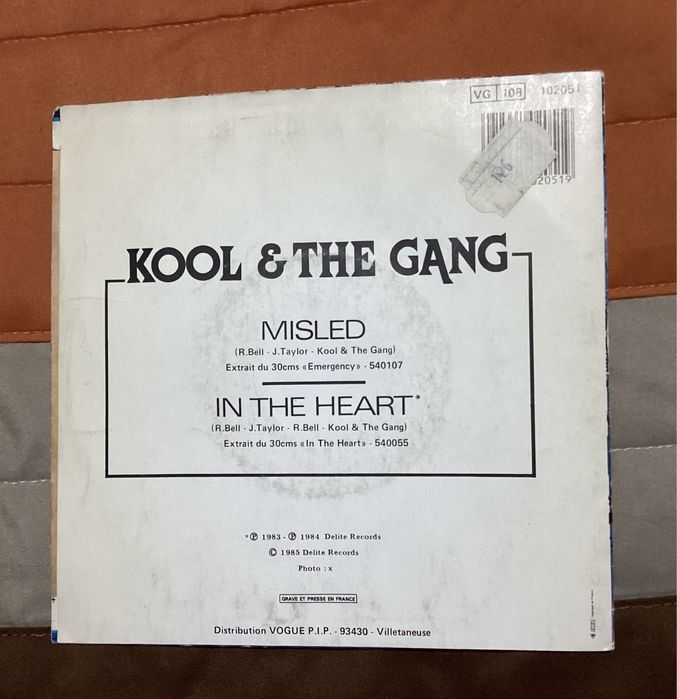 VG 108 102051
20519
KOOL & THE GANG
MISLED
(R.Bell - J.Taylor - Kool & The Gang)
Extrait du 30cms «Emergency» - 540107
IN THE HEART*
(R.Bell - J.Taylor - R.Bell - Kool & The Gang)
Extrait du 30cms «In The Heart» - 540055
*Ⓟ 1983 - Ⓟ 1984 Delite Records
© 1985 Delite Records
Photo : x
GRAVE ET PRESSE EN FRANCE
Distribution VOGUE P.I.P. - 93430 - Villetaneuse